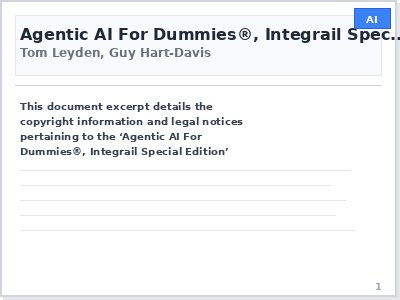 Agentic AI For Dummies®, Integrail Spec...
AI
Tom Leyden, Guy Hart-Davis
This document excerpt details the
copyright information and legal notices
pertaining to the ‘Agentic AI For
Dummies®, Integrail Special Edition’
1